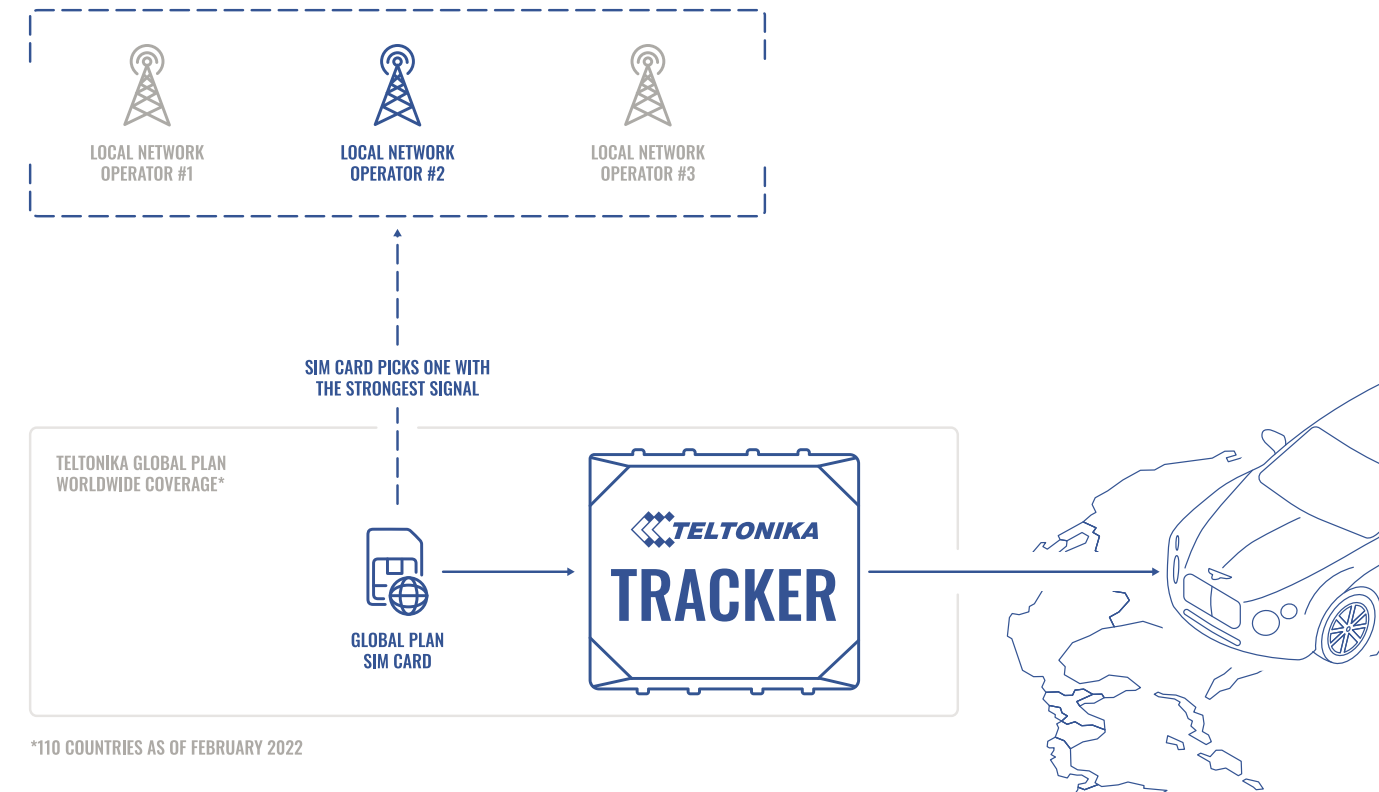 LOCAL NETWORK
OPERATOR #1
LOCAL NETWORK
OPERATOR #2
LOCAL NETWORK
OPERATOR #3
SIM CARD PICKS ONE WITH
THE STRONGEST SIGNAL
TELTONIKA GLOBAL PLAN
WORLDWIDE COVERAGE*
TELTONIKA
TRACKER
GLOBAL PLAN
SIM CARD
*110 COUNTRIES AS OF FEBRUARY 2022